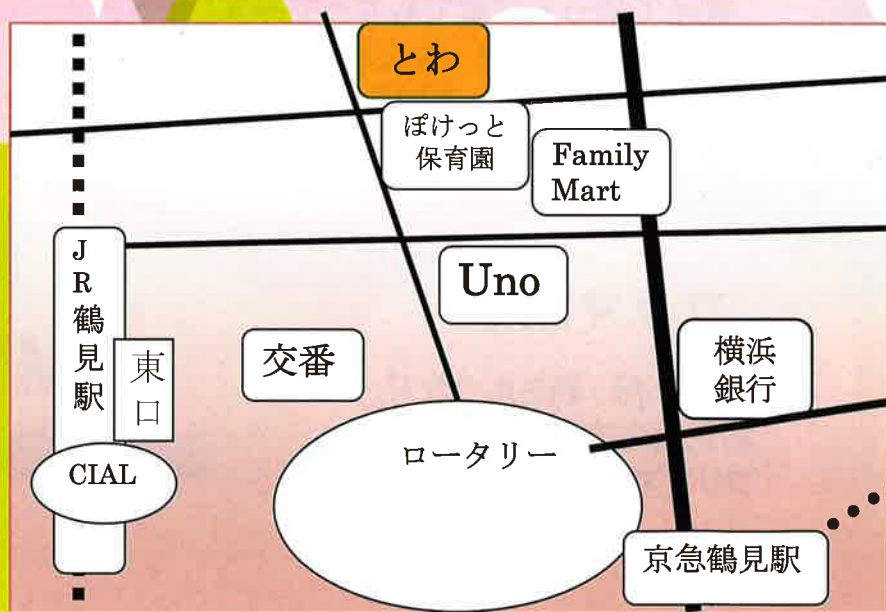 とわ
ぽけっと
保育園
Family
Mart
JR鶴見駅
Uno
東口
交番
横浜
銀行
ロータリー
CIAL
京急鶴見駅